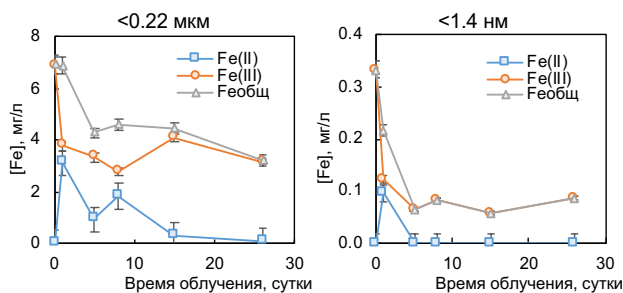 <0.22 мкм
8
6
4
2
0
[Fe], мг/л
Fe(II)
Fe(III)
Feобщ
0
10
20
30
Время облучения, сутки
<1.4 нм
0.4
0.3
0.2
0.1
0.0
[Fe], мг/л
Fe(II)
Fe(III)
Feобщ
0
10
20
30
Время облучения, сутки